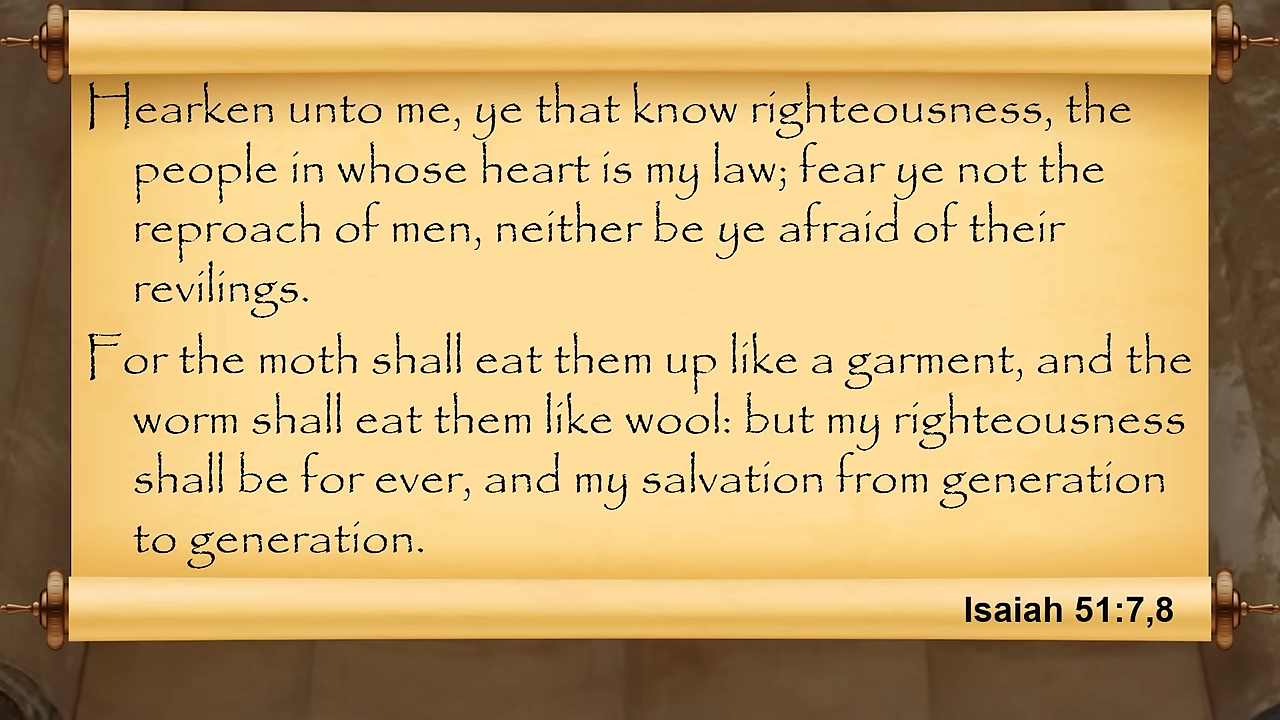 Hearken unto me, ye that know righteousness, the
people in whose heart is my law; fear ye not the
reproach of men, neither be ye afraid of their
revilings.
For the moth shall eat them up like a garment, and the
worm shall eat them like wool: but my righteousness
shall be for ever, and my salvation from generation
to generation.
Isaiah 51:7,8